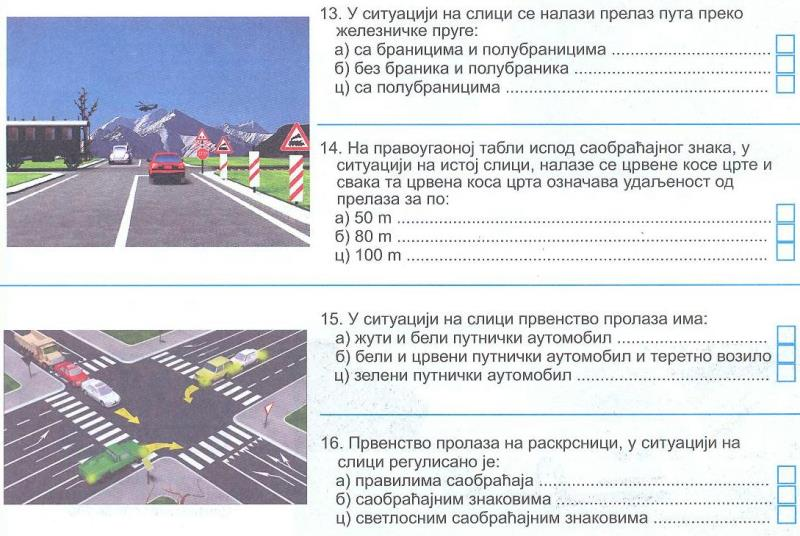 13. У ситуацији на слици се налази прелаз пута преко
железничке пруге:
а) са браницима и полубраницима
б) без браника и полубраника
ц) са полубраницима
14. На правоугаоној табли испод саобраћајног знака, у
ситуацији на истој слици, налазе се црвене косе црте и
свака та црвена коса црта означава удаљеност од
прелаза за по:
а) 50 m
б) 80 m
ц) 100 m
15. У ситуацији на слици првенство пролаза има:
а) жути и бели путнички аутомобил
б) бели и црвени путнички аутомобил и теретно возило
ц) зелени путнички аутомобил
16. Првенство пролаза на раскрсници, у ситуацији на
слици регулисано је:
а) правилима саобраћаја
б) саобраћајним знаковима
ц) светлосним саобраћајним знаковима